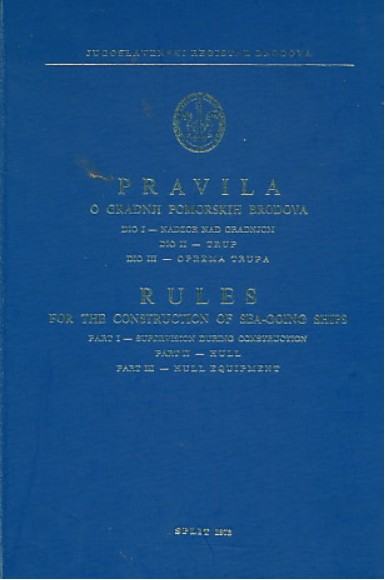 JUGOSLAVENSKI REGISTAR BRODOVA
PRAVILA
O GRADNJI POMORSKIH BRODOVA
DIO I — NADZOR NAD GRADNJOM
DIO II — TRUP
DIO III — OPREMA TRUPA
RULES
FOR THE CONSTRUCTION OF SEA-GOING SHIPS
PART I — SUPERVISION DURING CONSTRUCTION
PART II — HULL
PART III — HULL EQUIPMENT
SPLIT